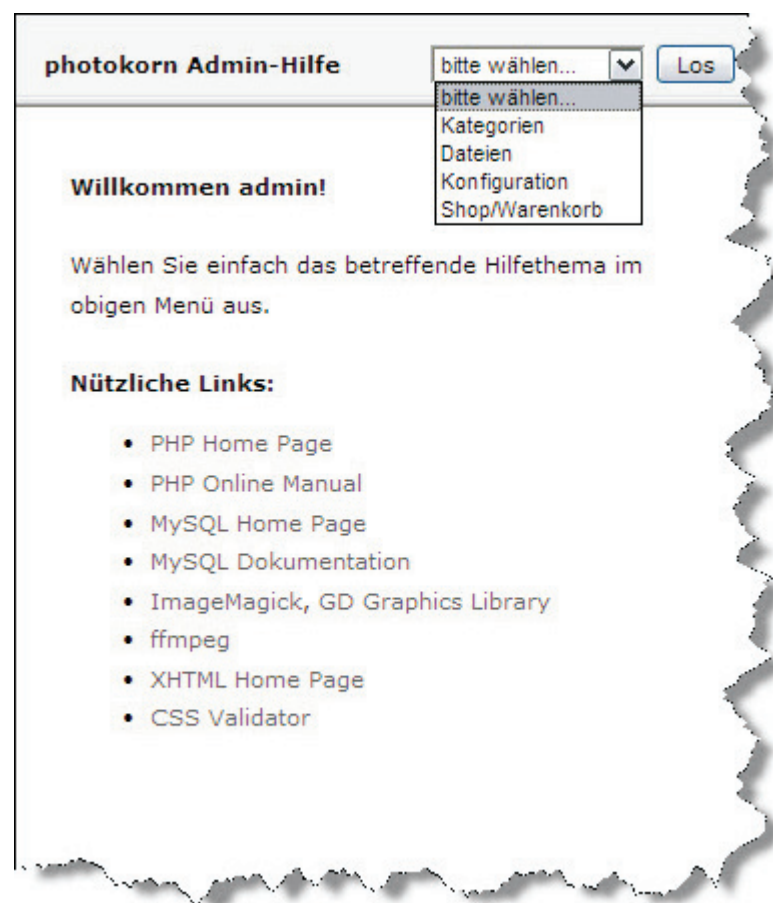 photokorn Admin-Hilfe
bitte wählen...
Los
bitte wählen...
Kategorien
Dateien
Konfiguration
Shop/Warenkorb
Willkommen admin!
Wählen Sie einfach das betreffende Hilfethema im
obigen Menü aus.
Nützliche Links:
• PHP Home Page
• PHP Online Manual
• MySQL Home Page
• MySQL Dokumentation
• ImageMagick, GD Graphics Library
• ffmpeg
• XHTML Home Page
• CSS Validator